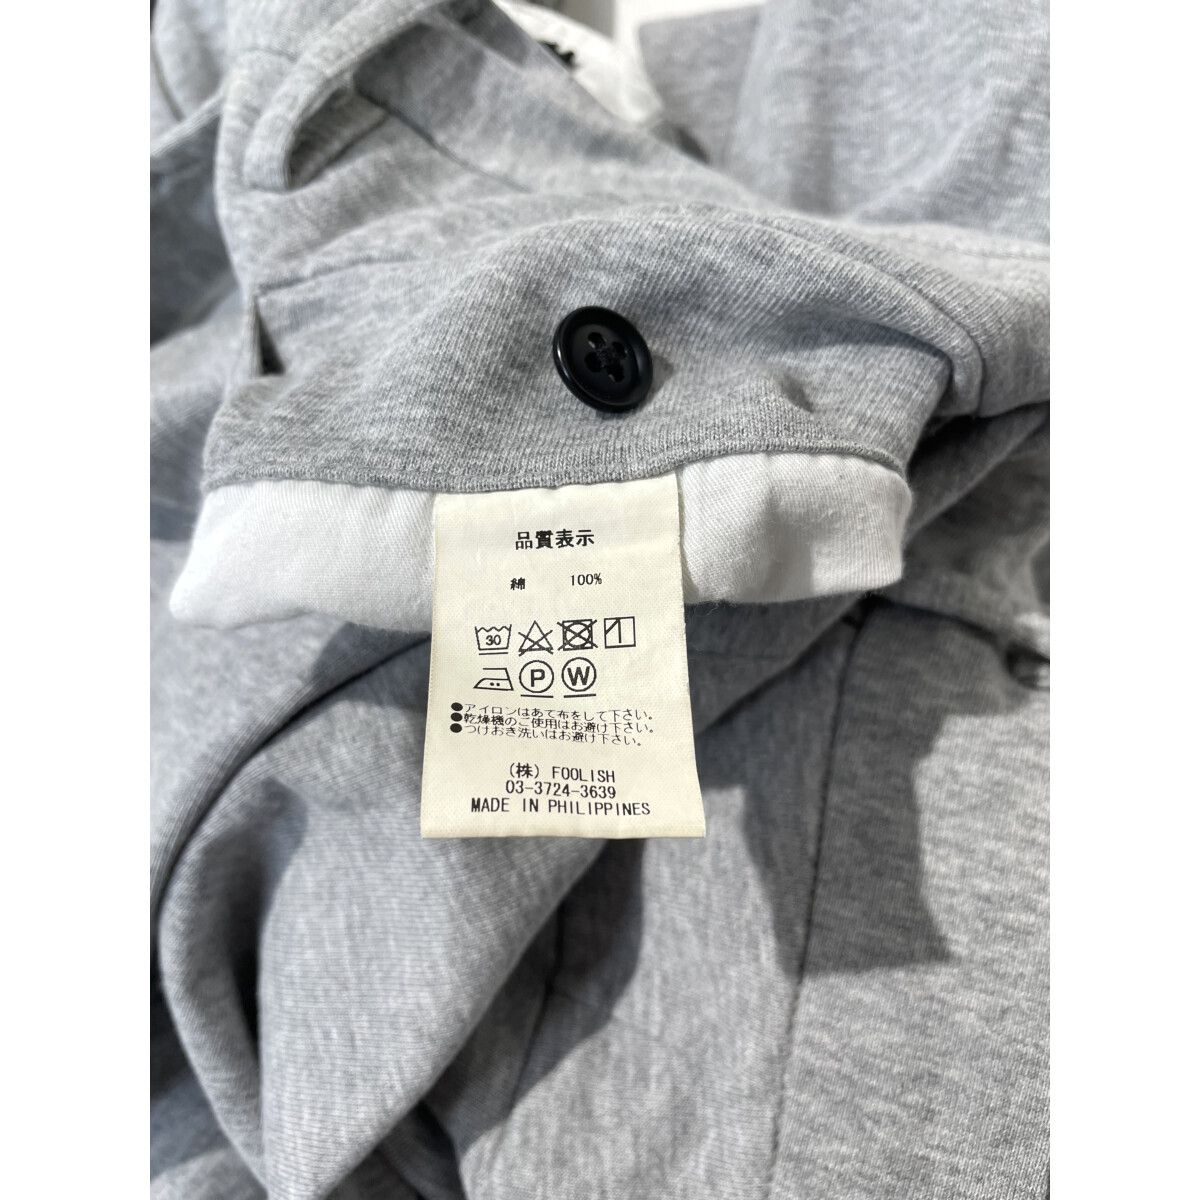 品質表示
綿 100%
30
P W
●アイロンはあて布をして下さい。
●乾燥機のご使用はお避け下さい。
●つけおき洗いはお避け下さい。
(株) FOOLISH
03-3724-3639
MADE IN PHILIPPINES